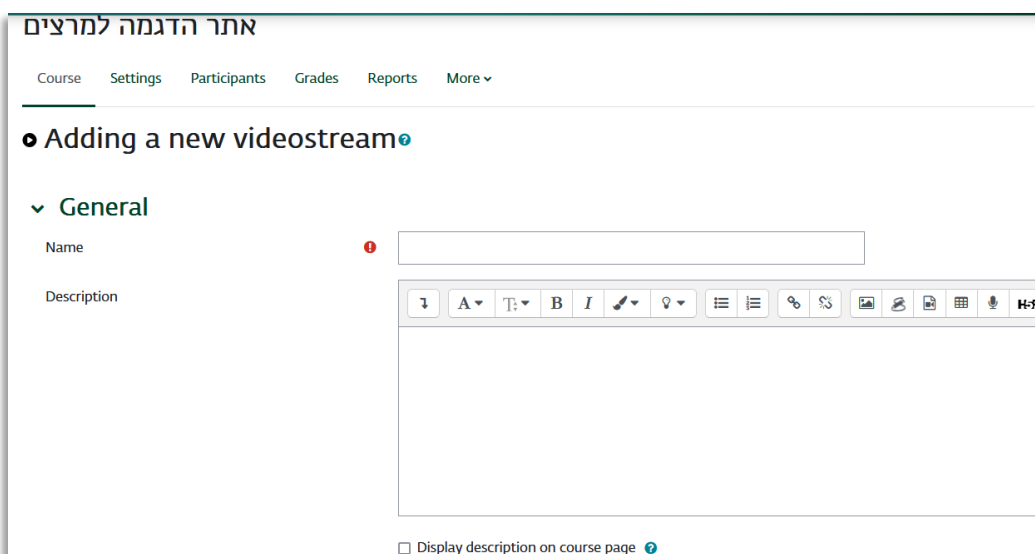 אתר הדגמה למרצים
Course Settings Participants Grades Reports More
Adding a new videostream
General
Name
Description
A T B I H-f
Display description on course page